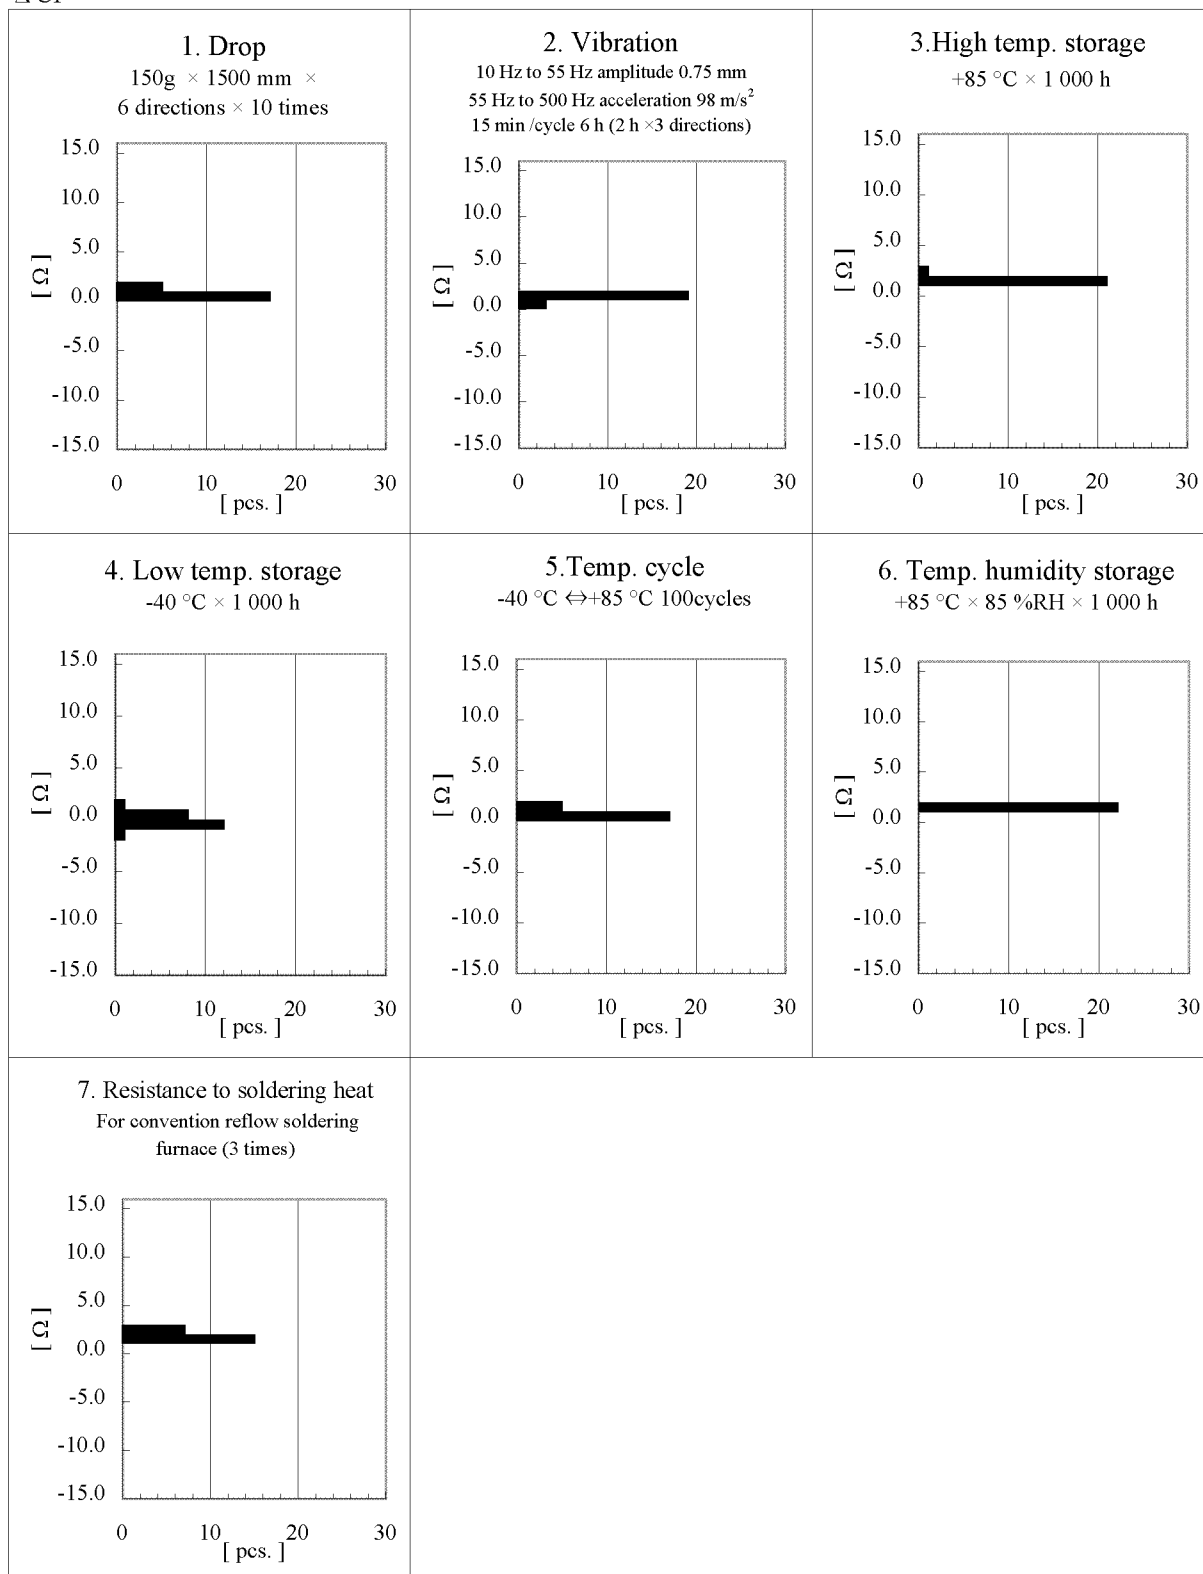 1. Drop
150g × 1500 mm ×
6 directions × 10 times
15.0
10.0
5.0
0.0
-5.0
-10.0
-15.0
[ Ω ]
0 10 20 30
[ pcs. ]
2. Vibration
10 Hz to 55 Hz amplitude 0.75 mm
55 Hz to 500 Hz acceleration 98 m/s²
15 min /cycle 6 h (2 h ×3 directions)
15.0
10.0
5.0
0.0
-5.0
-10.0
-15.0
[ Ω ]
0 10 20 30
[ pcs. ]
3.High temp. storage
+85 °C × 1 000 h
15.0
10.0
5.0
0.0
-5.0
-10.0
-15.0
[ Ω ]
0 10 20 30
[ pcs. ]
4. Low temp. storage
-40 °C × 1 000 h
15.0
10.0
5.0
0.0
-5.0
-10.0
-15.0
[ Ω ]
0 10 20 30
[ pcs. ]
5.Temp. cycle
-40 °C ⇔+85 °C 100cycles
15.0
10.0
5.0
0.0
-5.0
-10.0
-15.0
[ Ω ]
0 10 20 30
[ pcs. ]
6. Temp. humidity storage
+85 °C × 85 %RH × 1 000 h
15.0
10.0
5.0
0.0
-5.0
-10.0
-15.0
[ Ω ]
0 10 20 30
[ pcs. ]
7. Resistance to soldering heat
For convention reflow soldering
furnace (3 times)
15.0
10.0
5.0
0.0
-5.0
-10.0
-15.0
[ Ω ]
0 10 20 30
[ pcs. ]